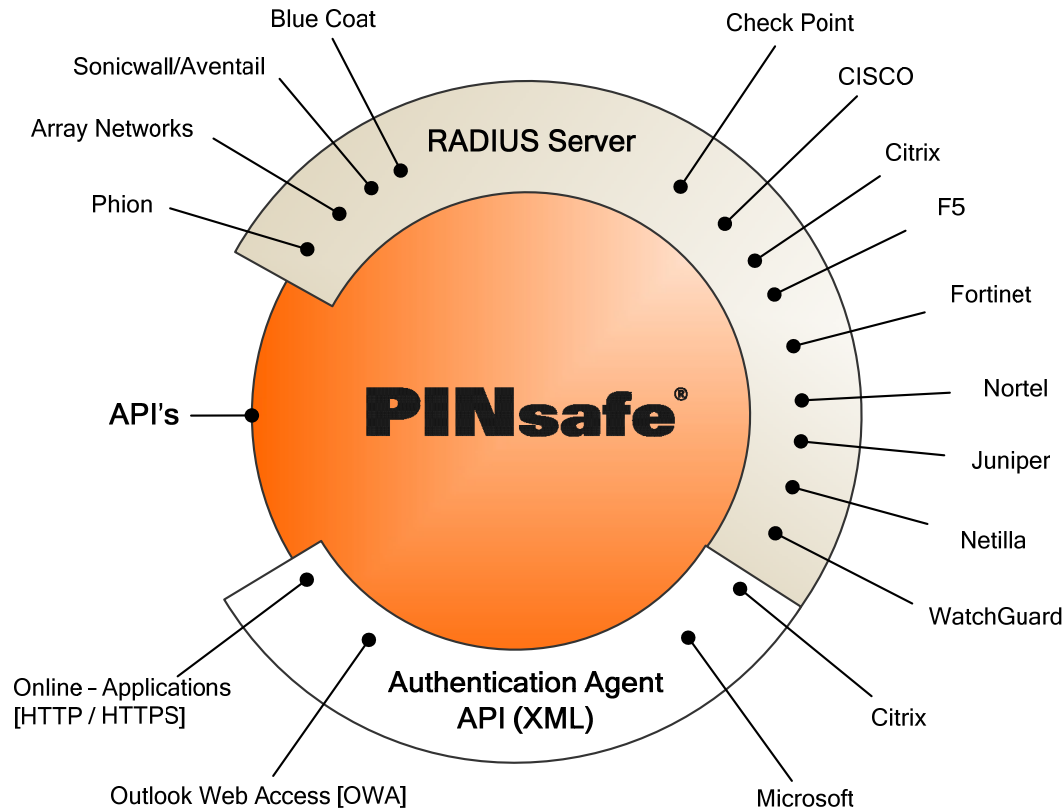 Blue Coat
Check Point
Sonicwall/Aventail
CISCO
Array Networks
RADIUS Server
Citrix
Phion
F5
Fortinet
Nortel
API's
PINsafe®
Juniper
Netilla
WatchGuard
Online – Applications
[HTTP / HTTPS]
Authentication Agent
API (XML)
Citrix
Outlook Web Access [OWA]
Microsoft